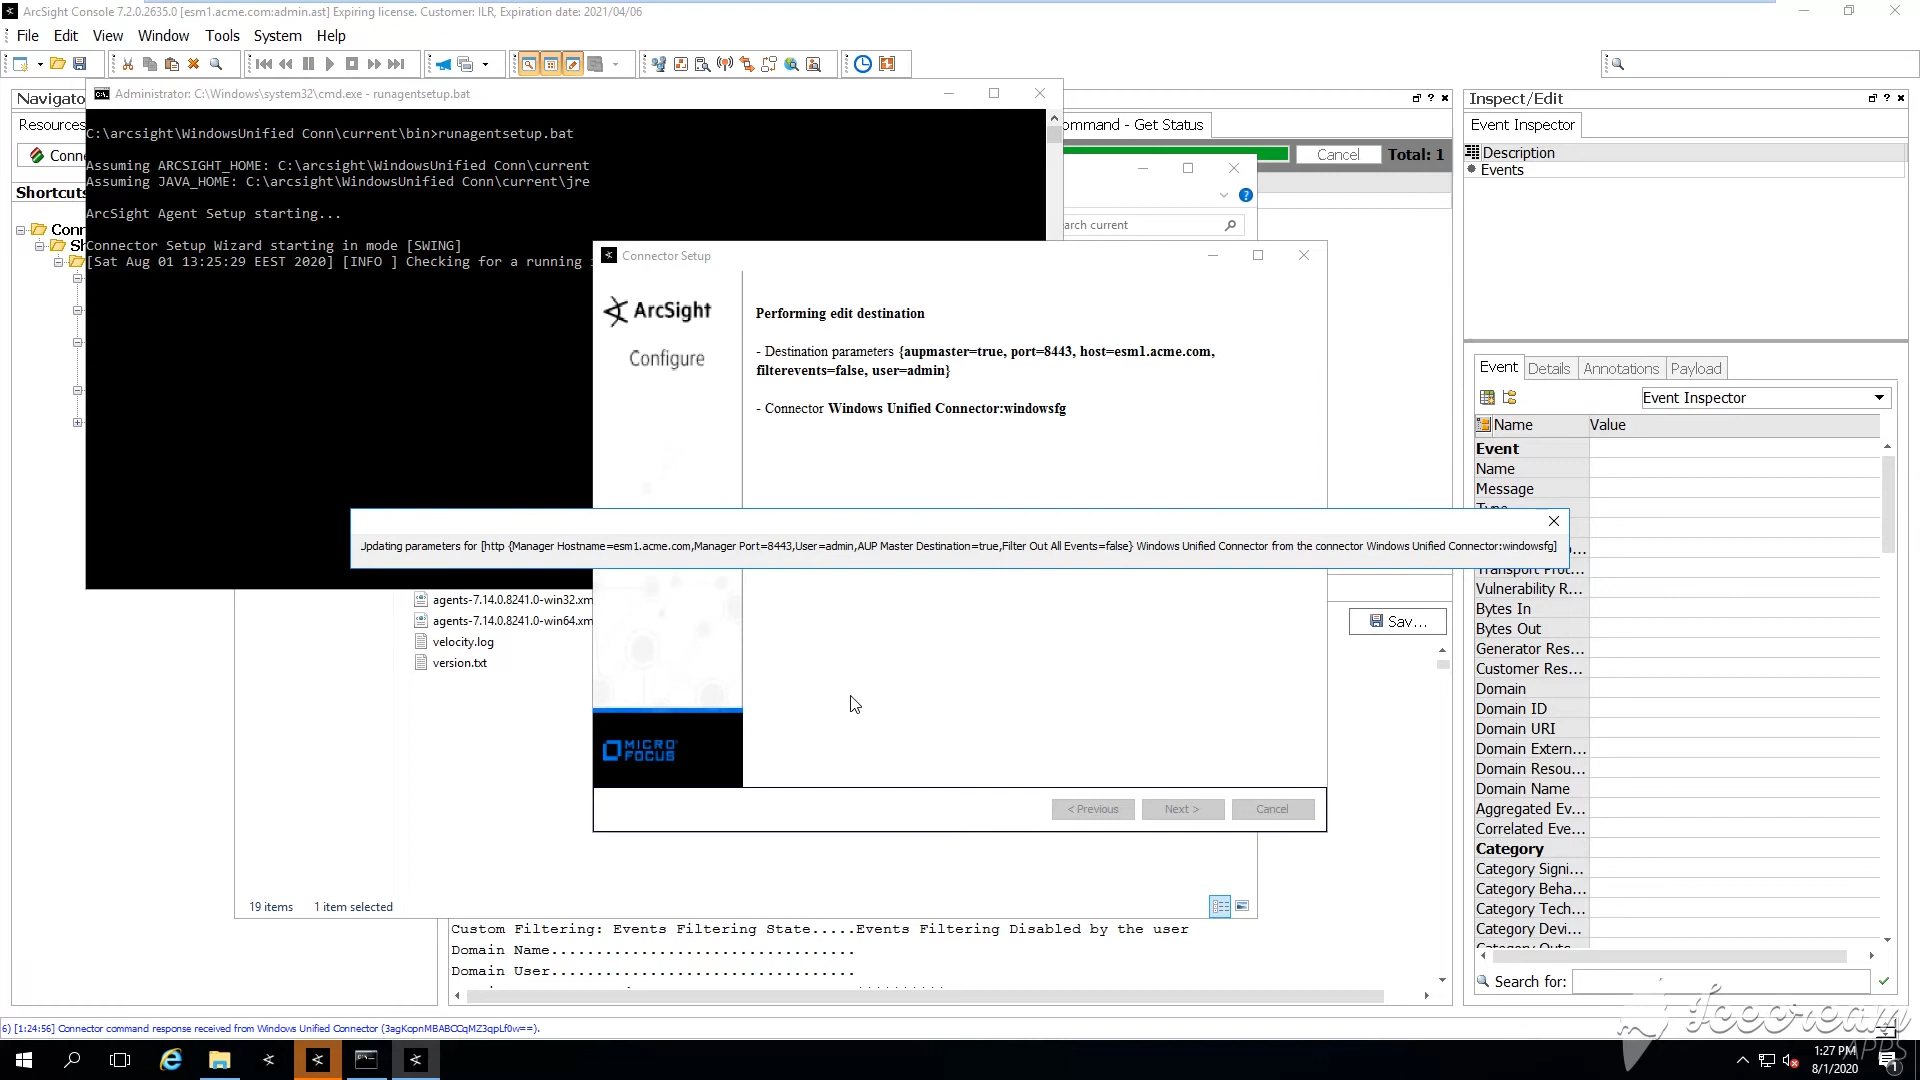 ArcSight Console 7.2.0.2635.0 [esm1.acme.com:admin.ast] Expiring license. Customer: ILR, Expiration date: 2021/04/06
File Edit View Window Tools System Help
Navigato
Administrator: C:\Windows\system32\cmd.exe - runagentsetup.bat
Inspect/Edit
Resources
ommand - Get Status
Event Inspector
C:\arcsight\WindowsUnified Conn\current\bin>runagentsetup.bat
Conn
Cancel
Total: 1
Description
Events
Assuming ARCSIGHT_HOME: C:\arcsight\WindowsUnified Conn\current
Assuming JAVA_HOME: C:\arcsight\WindowsUnified Conn\current\jre
Shortcuts
ArcSight Agent Setup starting...
arch current
Conn
Sh
Connector Setup Wizard starting in mode [SWING]
[Sat Aug 01 13:25:29 EEST 2020] [INFO ] Checking for a running
Connector Setup
ArcSight
Configure
Performing edit destination
- Destination parameters {aupmaster=true, port=8443, host=esm1.acme.com,
filterevents=false, user=admin}
- Connector Windows Unified Connector:windowsfg
Event Details Annotations Payload
Event Inspector
Name Value
Event
Name
Message
Updating parameters for [http {Manager Hostname=esm1.acme.com,Manager Port=8443,User=admin,AUP Master Destination=true,Filter Out All Events=false} Windows Unified Connector from the connector Windows Unified Connector:windowsfg]
Vulnerability R...
Bytes In
Bytes Out
Generator Res...
Customer Res...
Domain
Domain ID
Domain URI
Domain Extern...
Domain Resou...
Domain Name
Aggregated Ev...
Correlated Eve...
Category
Category Signi...
Category Beha...
Category Tech...
Category Devi...
agents-7.14.0.8241.0-win32.xm
agents-7.14.0.8241.0-win64.xm
velocity.log
version.txt
Sav...
MICRO
FOCUS
< Previous Next > Cancel
19 items 1 item selected
Custom Filtering: Events Filtering State.....Events Filtering Disabled by the user
Domain Name..................................
Domain User..................................
Search for:
6) [1:24:56] Connector command response received from Windows Unified Connector (3agKopnMBABCCqMZ3qpLf0w==).
Icecream
APPS
1:27 PM
8/1/2020
1